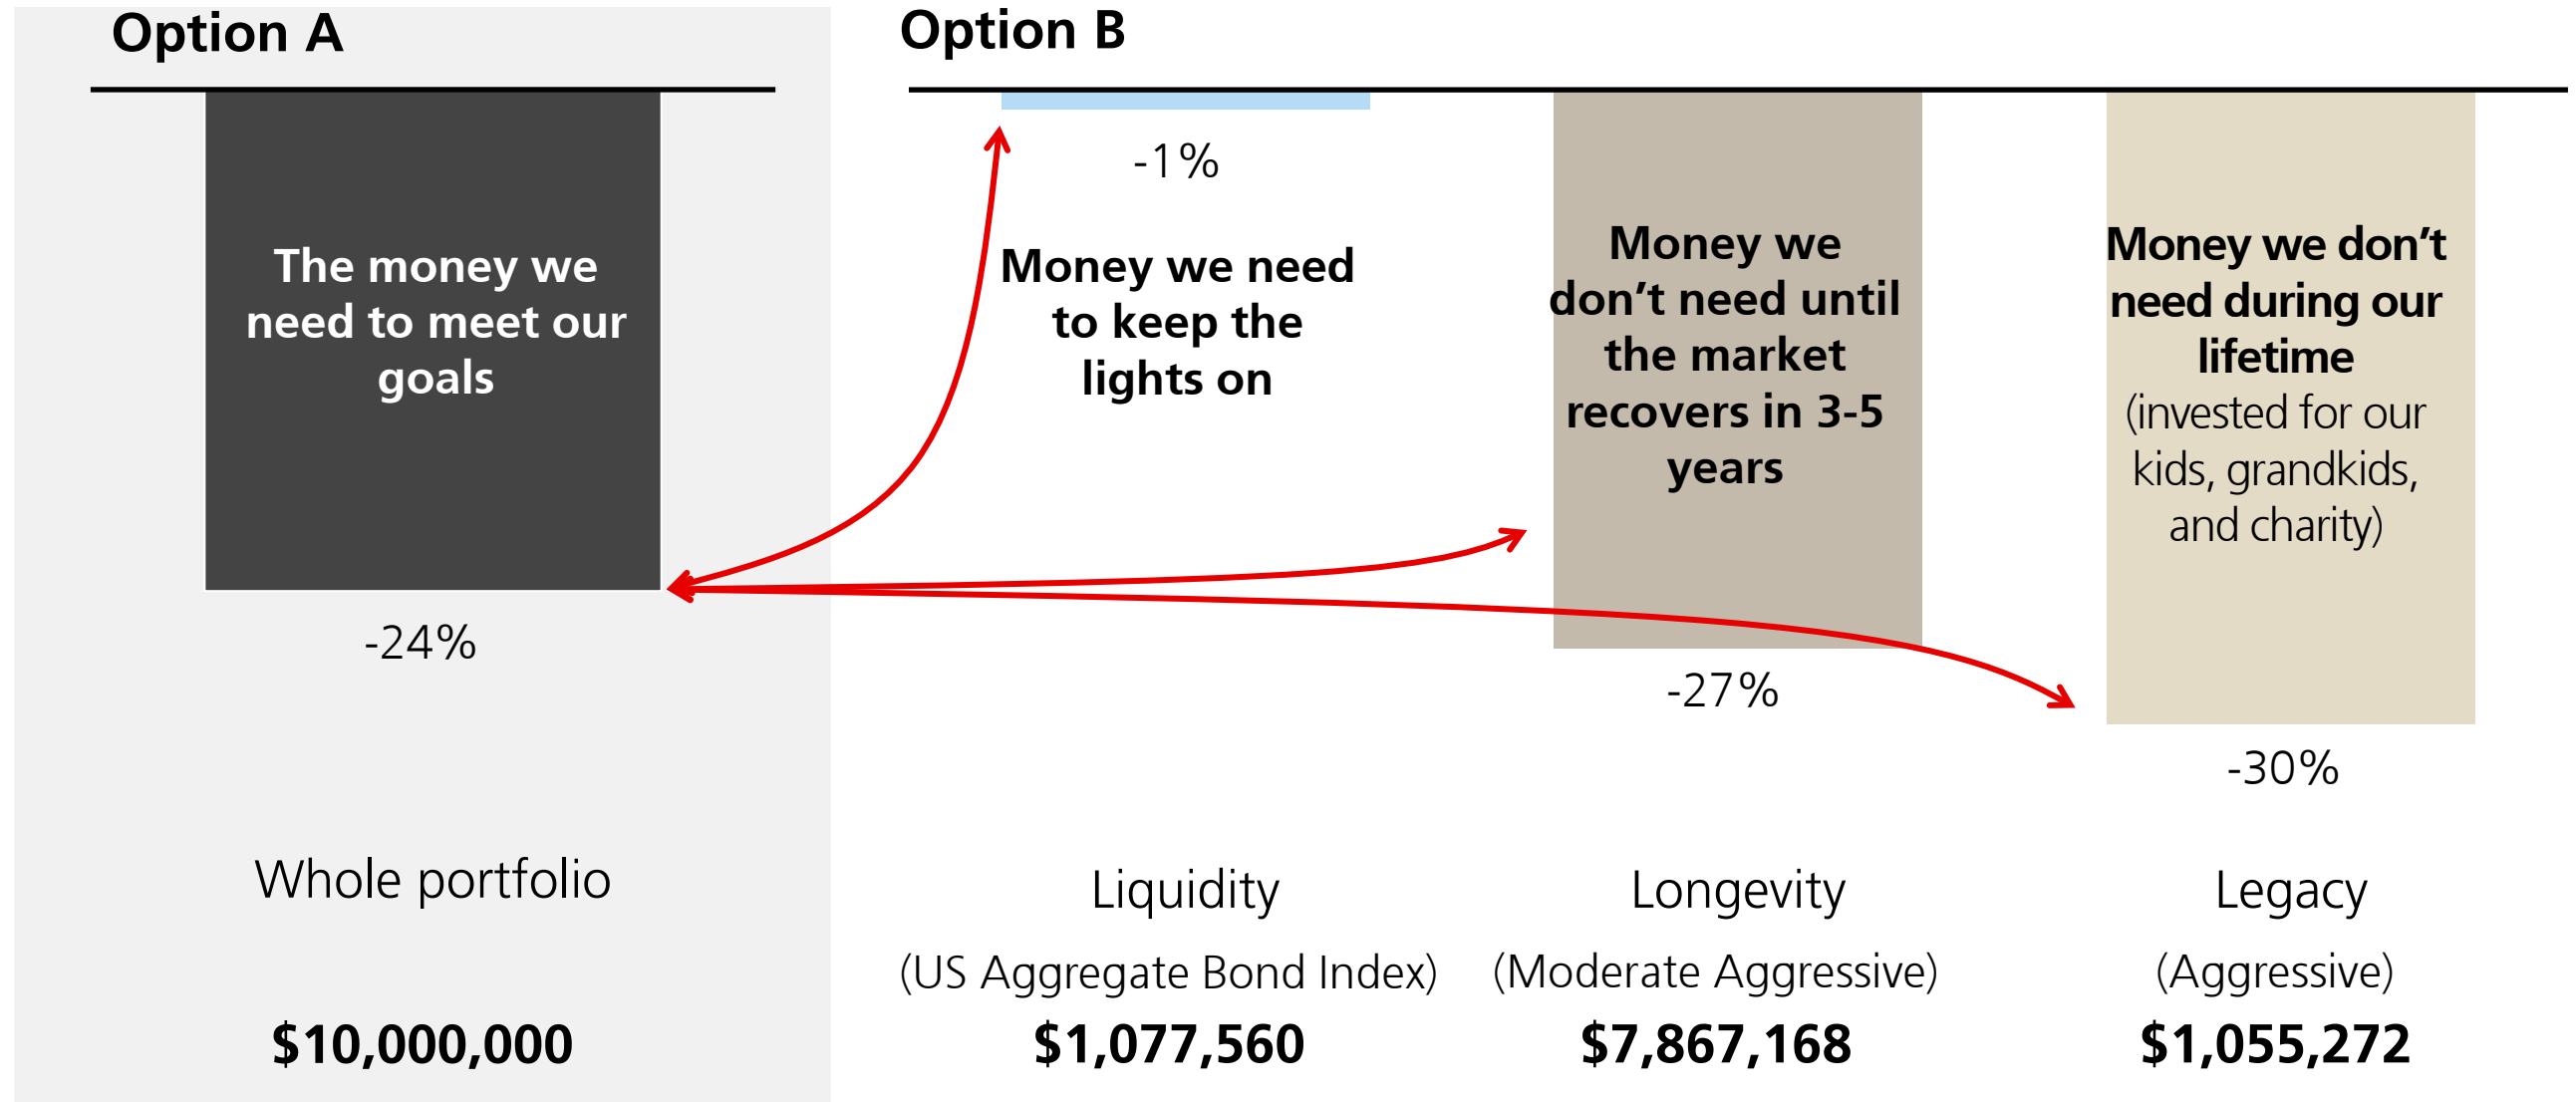 Option A
The money we
need to meet our
goals
-24%
Whole portfolio
$10,000,000
Option B
-1%
Money we need
to keep the
lights on
Liquidity
(US Aggregate Bond Index)
$1,077,560
Money we
don’t need until
the market
recovers in 3-5
years
-27%
Longevity
(Moderate Aggressive)
$7,867,168
Money we don’t
need during our
lifetime
(invested for our
kids, grandkids,
and charity)
-30%
Legacy
(Aggressive)
$1,055,272